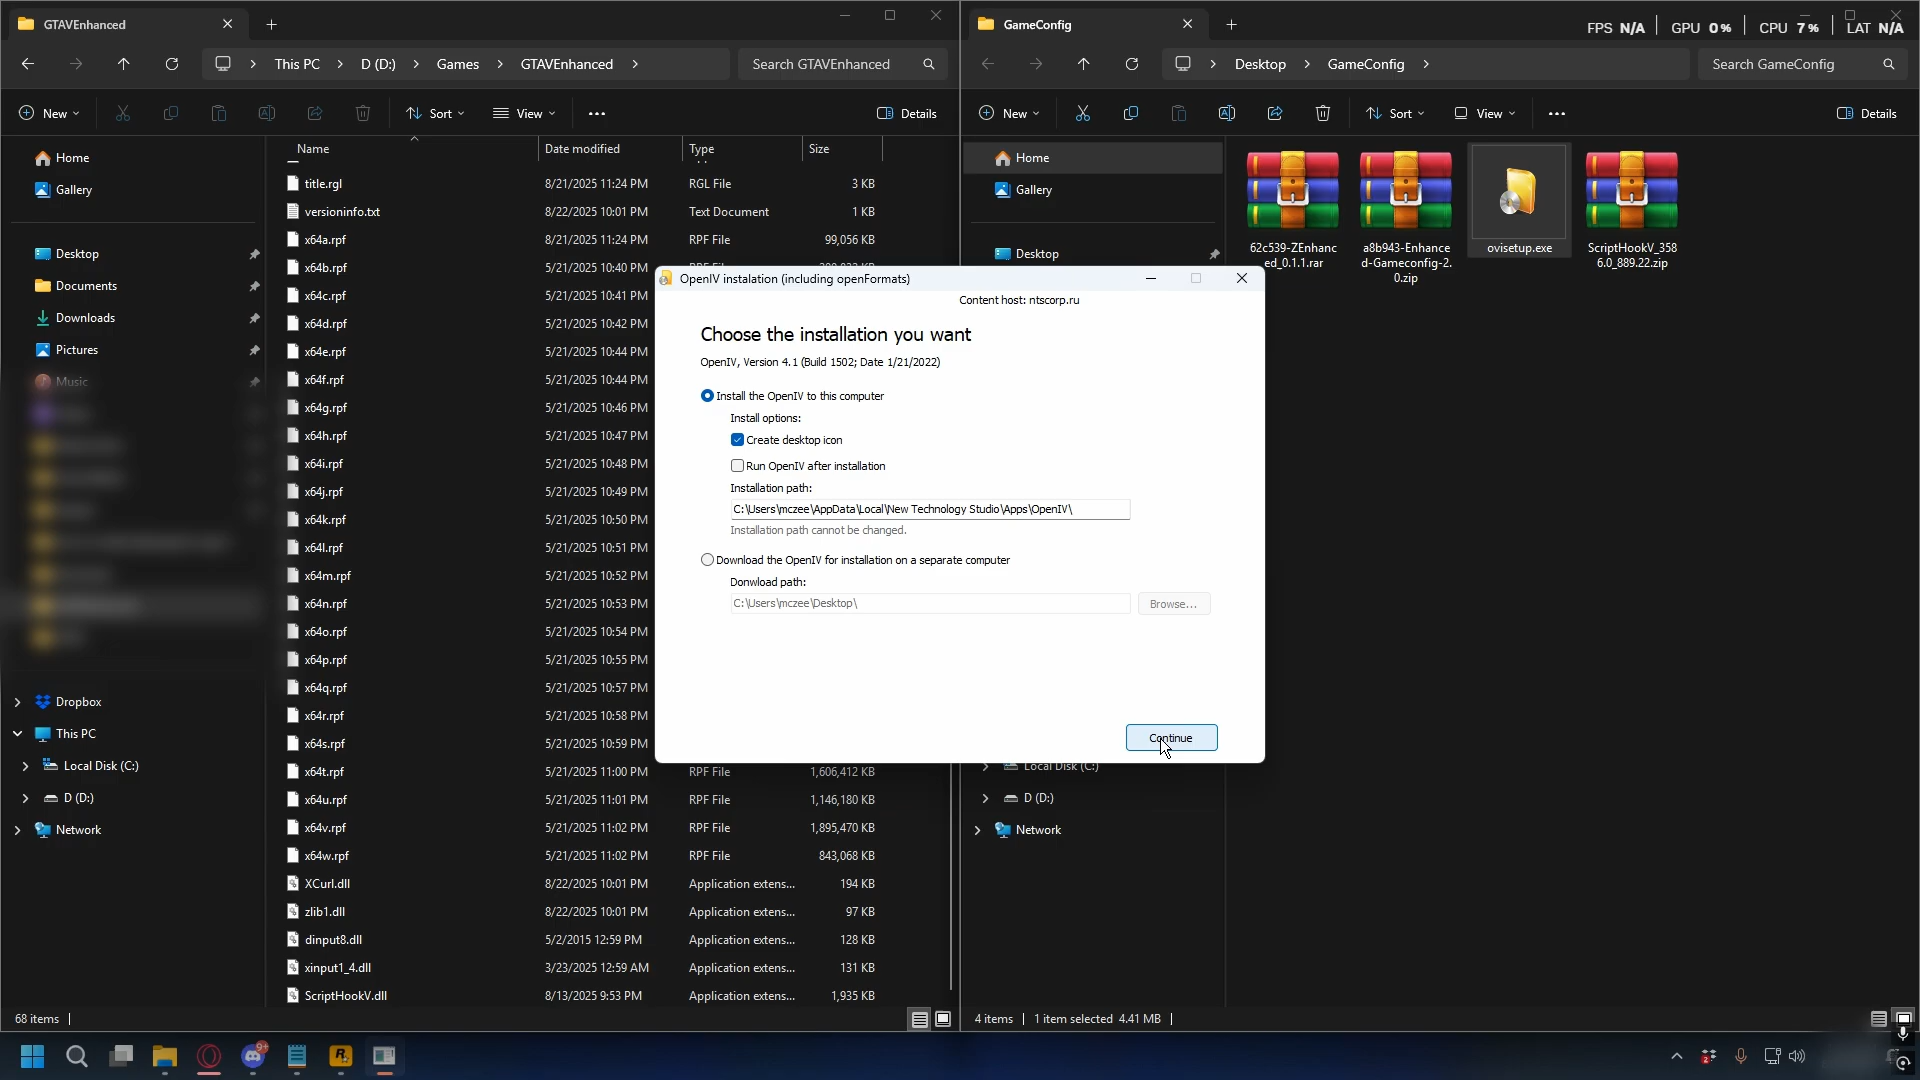 GTAVEnhanced
This PC
D (D:)
Games
GTAVEnhanced
Search GTAVEnhanced
New
Sort
View
Details
Home
Gallery
Desktop
Documents
Downloads
Pictures
Music
Dropbox
This PC
Local Disk (C:)
D (D:)
Network
Name Date modified Type Size
title.rgl 8/21/2025 11:24 PM RGL File 3 KB
versioninfo.txt 8/22/2025 10:01 PM Text Document 1 KB
x64a.rpf 8/21/2025 11:24 PM RPF File 99,056 KB
x64b.rpf 5/21/2025 10:40 PM
x64c.rpf 5/21/2025 10:41 PM
x64d.rpf 5/21/2025 10:42 PM
x64e.rpf 5/21/2025 10:44 PM
x64f.rpf 5/21/2025 10:44 PM
x64g.rpf 5/21/2025 10:46 PM
x64h.rpf 5/21/2025 10:47 PM
x64i.rpf 5/21/2025 10:48 PM
x64j.rpf 5/21/2025 10:49 PM
x64k.rpf 5/21/2025 10:50 PM
x64l.rpf 5/21/2025 10:51 PM
x64m.rpf 5/21/2025 10:52 PM
x64n.rpf 5/21/2025 10:53 PM
x64o.rpf 5/21/2025 10:54 PM
x64p.rpf 5/21/2025 10:55 PM
x64q.rpf 5/21/2025 10:57 PM
x64r.rpf 5/21/2025 10:58 PM
x64s.rpf 5/21/2025 10:59 PM
x64t.rpf 5/21/2025 11:00 PM RPF File 1,606,412 KB
x64u.rpf 5/21/2025 11:01 PM RPF File 1,146,180 KB
x64v.rpf 5/21/2025 11:02 PM RPF File 1,895,470 KB
x64w.rpf 5/21/2025 11:02 PM RPF File 843,068 KB
XCurl.dll 8/22/2025 10:01 PM Application extens... 194 KB
zlib1.dll 8/22/2025 10:01 PM Application extens... 97 KB
dinput8.dll 5/2/2015 12:59 PM Application extens... 128 KB
xinput1_4.dll 3/23/2025 12:59 AM Application extens... 131 KB
ScriptHookV.dll 8/13/2025 9:53 PM Application extens... 1,935 KB
68 items
GameConfig
FPS N/A GPU 0% CPU 7% LAT N/A
Desktop
GameConfig
Search GameConfig
New
Sort
View
Details
Home
Gallery
Desktop
Local Disk (C:)
D (D:)
Network
62c539-ZEnhanc
ed_0.1.1.rar
a8b943-Enhance
d-Gameconfig-2.
0.zip
ovisetup.exe
ScriptHookV_358
6.0_889.22.zip
4 items 1 item selected 4.41 MB
OpenIV instalation (including openFormats)
Content host: ntscorp.ru
Choose the installation you want
OpenIV, Version 4.1 (Build 1502; Date 1/21/2022)
Install the OpenIV to this computer
Install options:
Create desktop icon
Run OpenIV after installation
Installation path:
C:\Users\mczee\AppData\Local\New Technology Studio\Apps\OpenIV\
Installation path cannot be changed.
Download the OpenIV for installation on a separate computer
Donwload path:
C:\Users\mczee\Desktop\
Browse...
Continue
9+